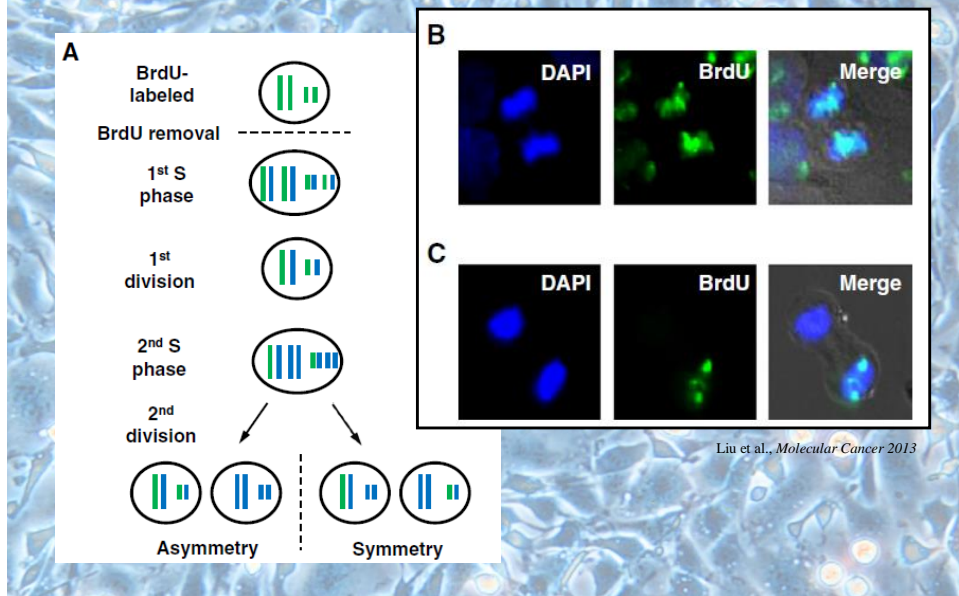 A
BrdU-
labeled
BrdU removal
1st S
phase
1st
division
2nd S
phase
2nd
division
Asymmetry
Symmetry
B
DAPI
BrdU
Merge
C
DAPI
BrdU
Merge
Liu et al., Molecular Cancer 2013